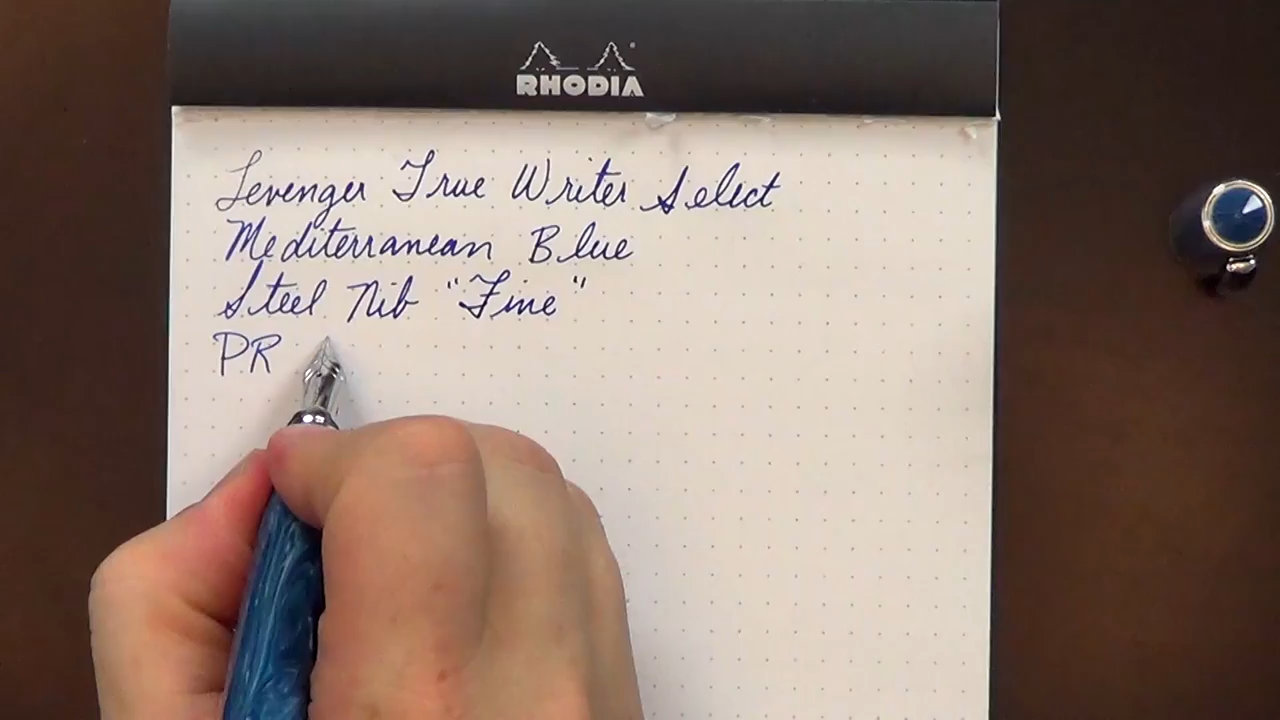 RHODIA
Levenger True Writer Select
Mediterranean Blue
Steel Nib "Fine"
PR